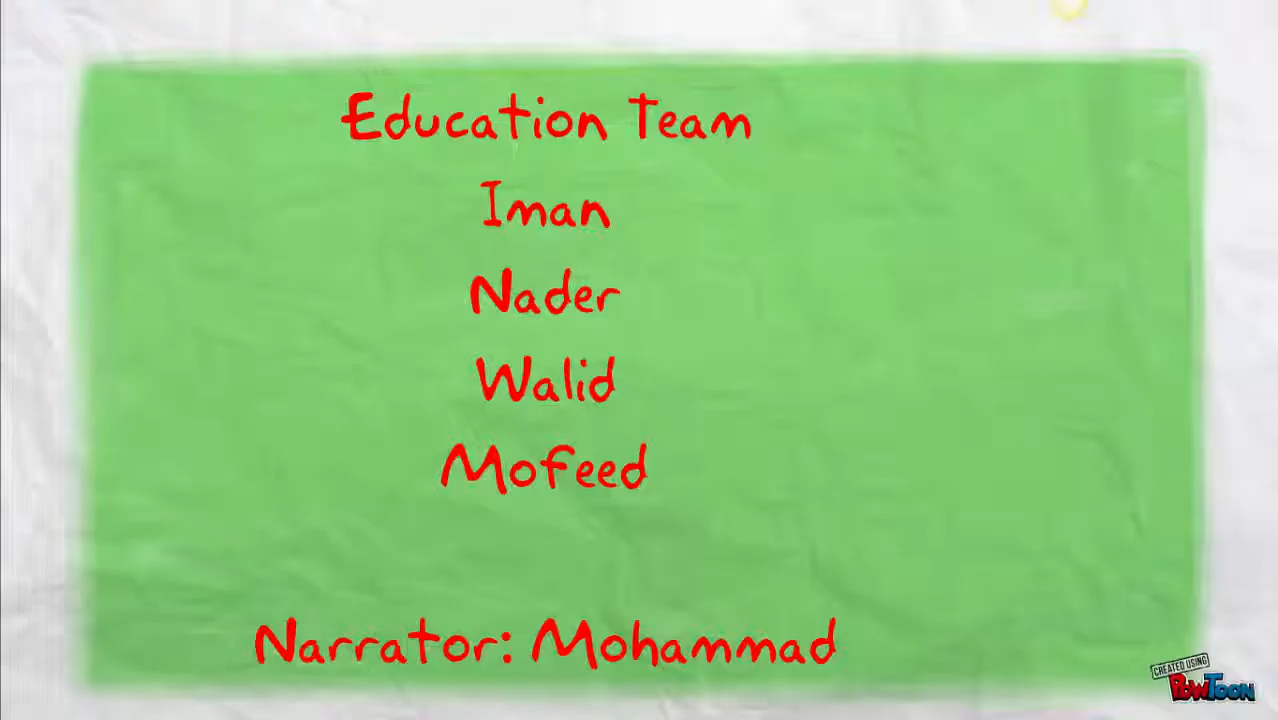 Education Team
Iman
Nader
Walid
Mofeed
Narrator: Mohammad
CREATED USING
POWTOON